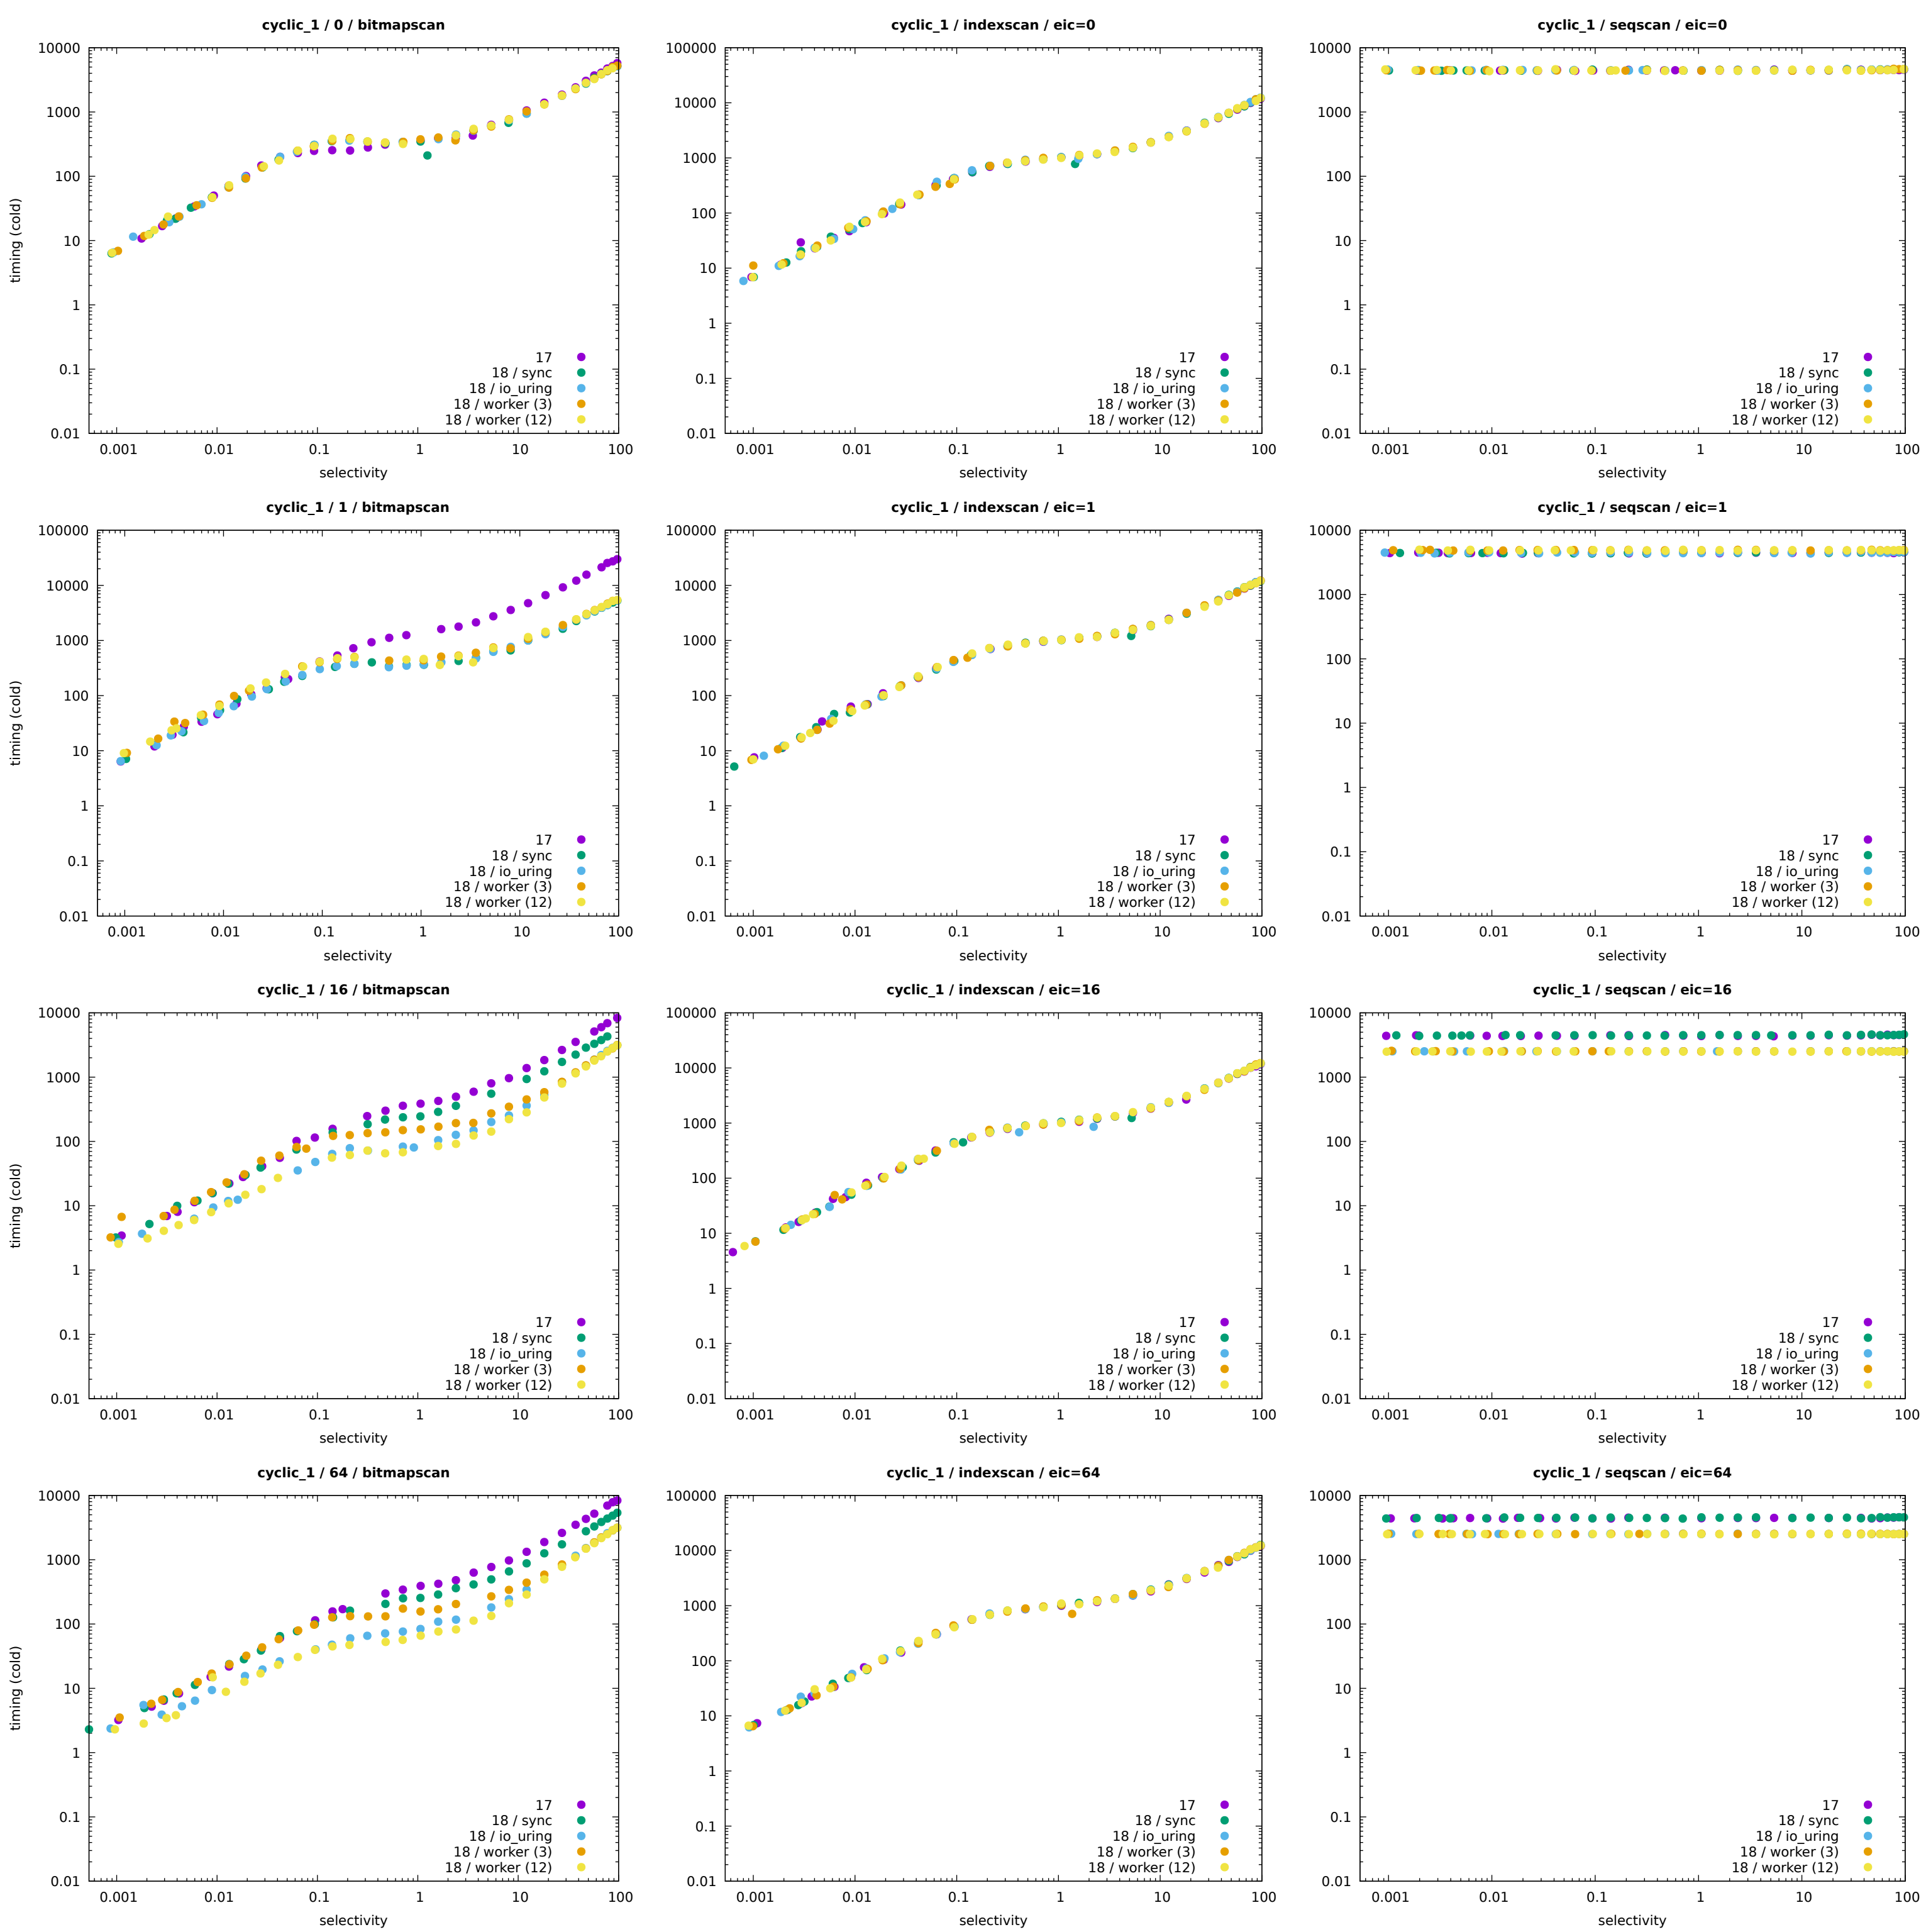 cyclic_1 / 0 / bitmapscan
10000
1000
100
10
1
0.1
0.01
timing (cold)
17
18 / sync
18 / io_uring
18 / worker (3)
18 / worker (12)
0.001 0.01 0.1 1 10 100
selectivity
cyclic_1 / indexscan / eic=0
100000
10000
1000
100
10
1
0.1
0.01
17
18 / sync
18 / io_uring
18 / worker (3)
18 / worker (12)
0.001 0.01 0.1 1 10 100
selectivity
cyclic_1 / seqscan / eic=0
10000
1000
100
10
1
0.1
0.01
17
18 / sync
18 / io_uring
18 / worker (3)
18 / worker (12)
0.001 0.01 0.1 1 10 100
selectivity
cyclic_1 / 1 / bitmapscan
100000
10000
1000
100
10
1
0.1
0.01
timing (cold)
17
18 / sync
18 / io_uring
18 / worker (3)
18 / worker (12)
0.001 0.01 0.1 1 10 100
selectivity
cyclic_1 / indexscan / eic=1
100000
10000
1000
100
10
1
0.1
0.01
17
18 / sync
18 / io_uring
18 / worker (3)
18 / worker (12)
0.001 0.01 0.1 1 10 100
selectivity
cyclic_1 / seqscan / eic=1
10000
1000
100
10
1
0.1
0.01
17
18 / sync
18 / io_uring
18 / worker (3)
18 / worker (12)
0.001 0.01 0.1 1 10 100
selectivity
cyclic_1 / 16 / bitmapscan
10000
1000
100
10
1
0.1
0.01
timing (cold)
17
18 / sync
18 / io_uring
18 / worker (3)
18 / worker (12)
0.001 0.01 0.1 1 10 100
selectivity
cyclic_1 / indexscan / eic=16
100000
10000
1000
100
10
1
0.1
0.01
17
18 / sync
18 / io_uring
18 / worker (3)
18 / worker (12)
0.001 0.01 0.1 1 10 100
selectivity
cyclic_1 / seqscan / eic=16
10000
1000
100
10
1
0.1
0.01
17
18 / sync
18 / io_uring
18 / worker (3)
18 / worker (12)
0.001 0.01 0.1 1 10 100
selectivity
cyclic_1 / 64 / bitmapscan
10000
1000
100
10
1
0.1
0.01
timing (cold)
17
18 / sync
18 / io_uring
18 / worker (3)
18 / worker (12)
0.001 0.01 0.1 1 10 100
selectivity
cyclic_1 / indexscan / eic=64
100000
10000
1000
100
10
1
0.1
0.01
17
18 / sync
18 / io_uring
18 / worker (3)
18 / worker (12)
0.001 0.01 0.1 1 10 100
selectivity
cyclic_1 / seqscan / eic=64
10000
1000
100
10
1
0.1
0.01
17
18 / sync
18 / io_uring
18 / worker (3)
18 / worker (12)
0.001 0.01 0.1 1 10 100
selectivity